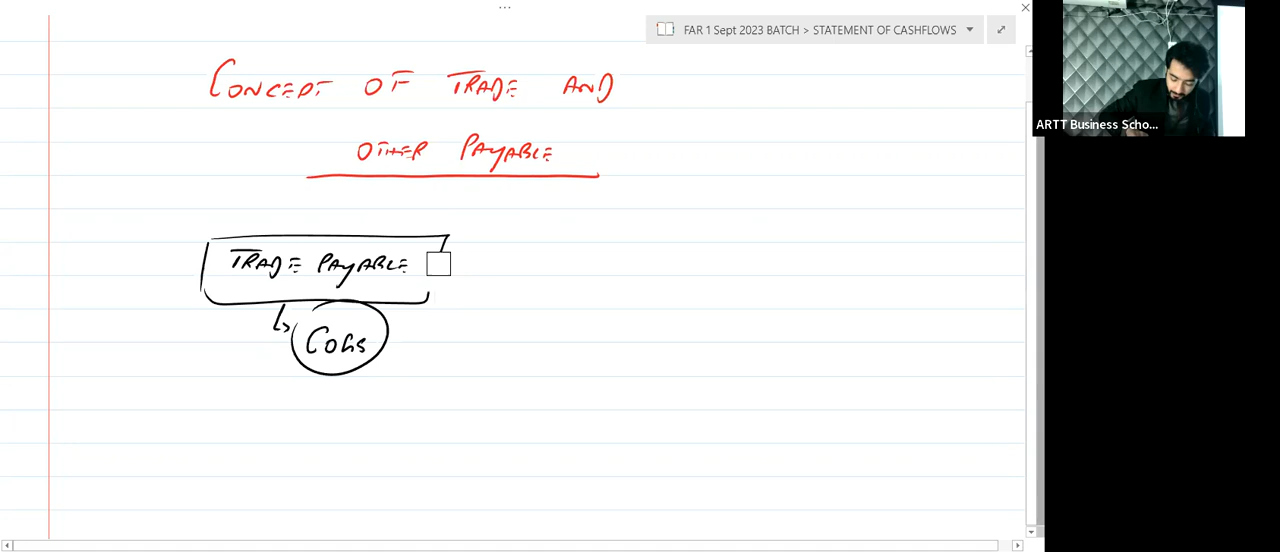 FAR 1 Sept 2023 BATCH > STATEMENT OF CASHFLOWS
CONCEPT OF TRADE AND
OTHER PAYABLE
TRADE PAYABLE
COGS
ARTT Business Scho...